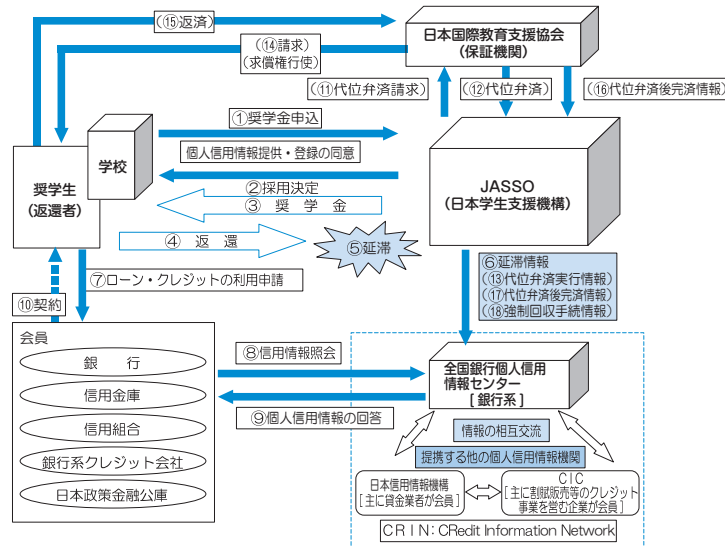 (⑮返済)
日本国際教育支援協会
(保証機関)
(⑭請求)
(求償権行使)
(⑪代位弁済請求)
(⑫代位弁済)
(⑯代位弁済後完済情報)
①奨学金申込
学校
個人信用情報提供・登録の同意
奨学生
(返還者)
JASSO
(日本学生支援機構)
②採用決定
③ 奨 学 金
④ 返 還
⑤延滞
⑥延滞情報
(⑬代位弁済実行情報)
(⑰代位弁済後完済情報)
(⑱強制回収手続情報)
⑦ローン・クレジットの利用申請
⑩契約
会員
銀 行
信用金庫
信用組合
銀行系クレジット会社
日本政策金融公庫
⑧信用情報照会
⑨個人信用情報の回答
全国銀行個人信用
情報センター
[銀行系]
情報の相互交流
提携する他の個人信用情報機関
日本信用情報機構
[主に貸金業者が会員]
CIC
[主に割賦販売等のクレジット
事業を営む企業が会員]
CRIN:CRedit Information Network